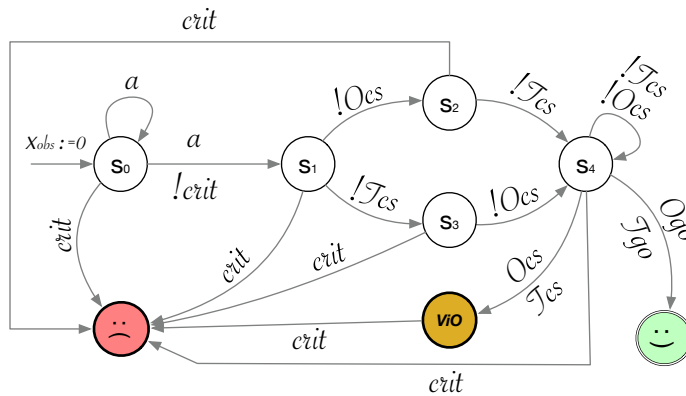 crit
a
X_obs := 0
a
!crit
S₀
S₁
!Ocs
S₂
!Tcs
!Tcs
!Ocs
S₄
!Tcs
S₃
!Ocs
crit
crit
crit
Ocs
Tcs
Ogo
Tgo
ViO
crit
crit